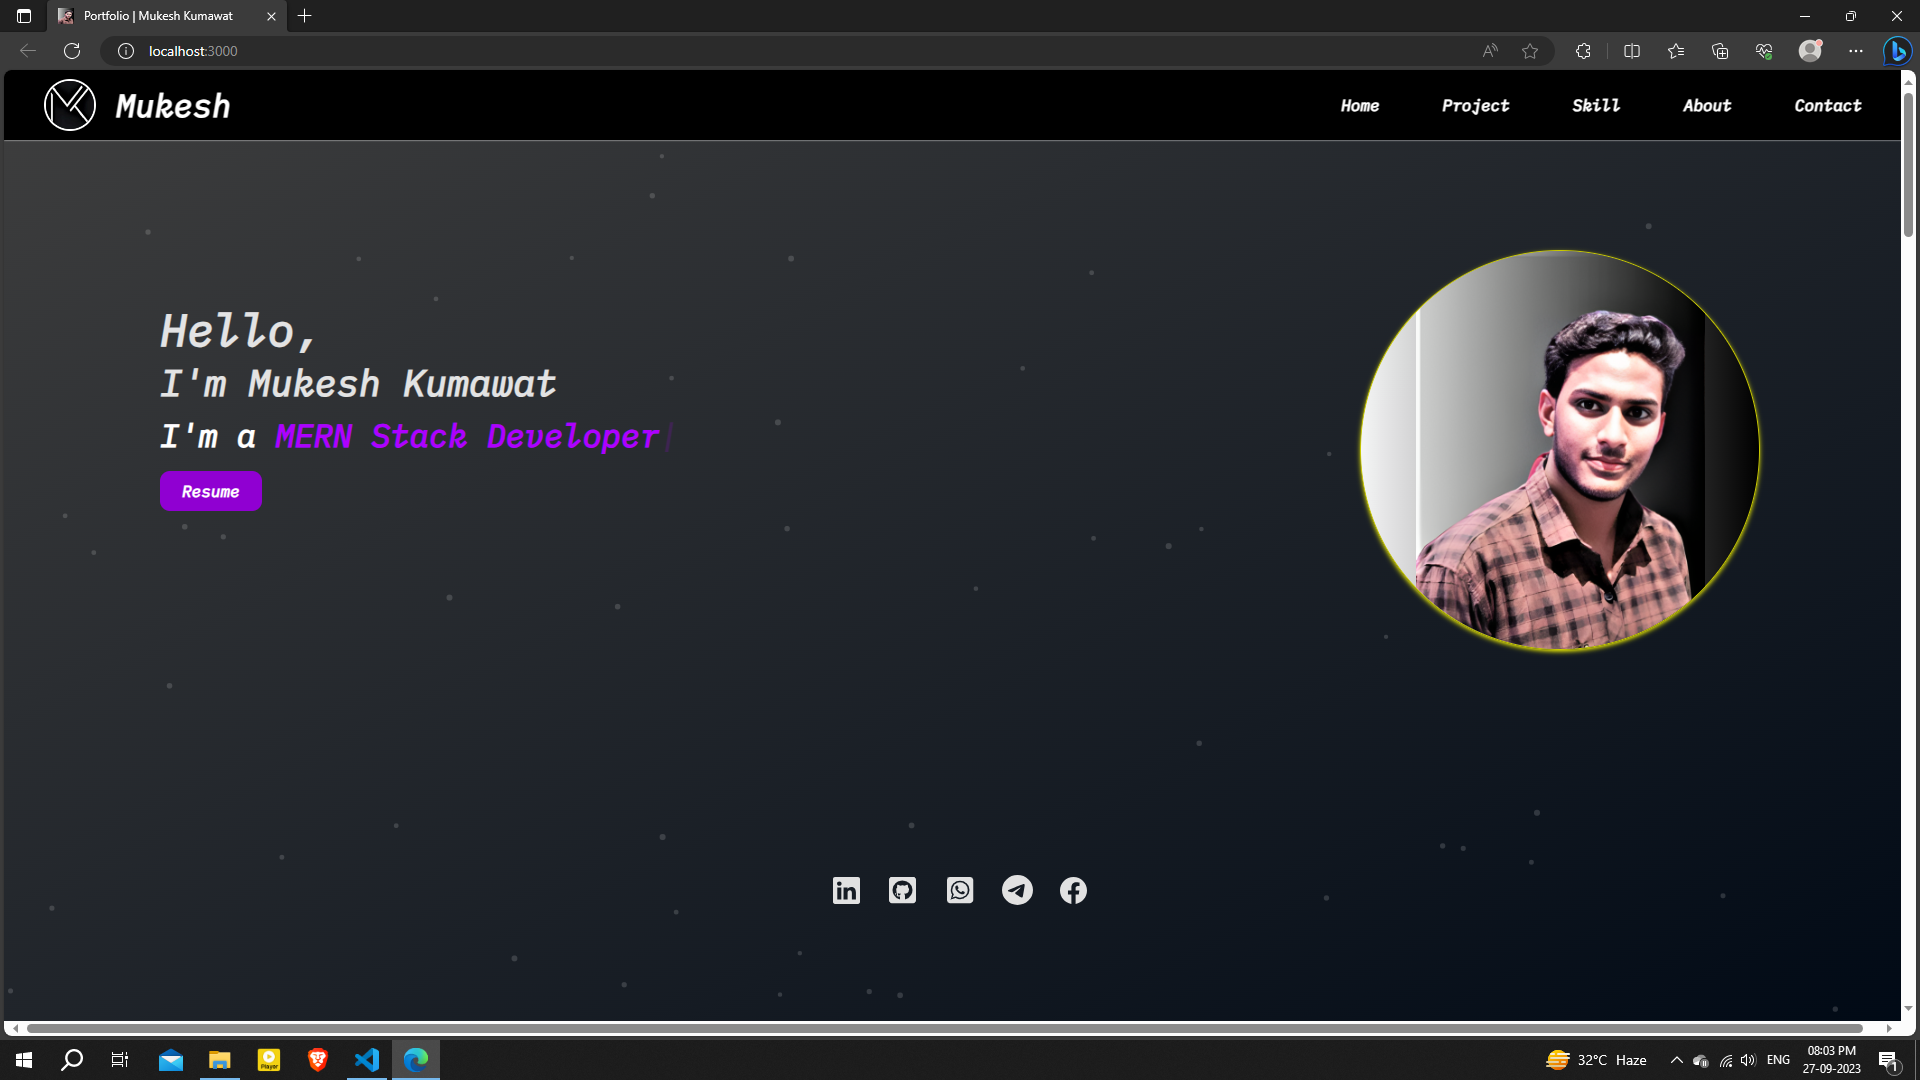 Portfolio | Mukesh Kumawat
localhost:3000
Mukesh
Home
Project
Skill
About
Contact
Hello,
I'm Mukesh Kumawat
I'm a MERN Stack Developer|
Resume
32°C Haze
ENG
08:03 PM
27-09-2023
1